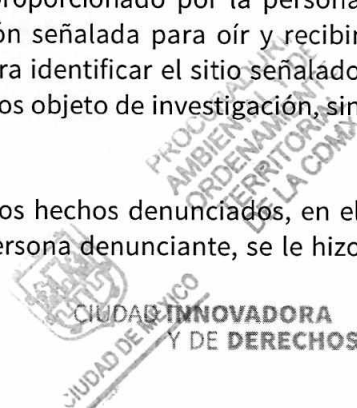 proporcionado por la persona
ón señalada para oír y recibir
ra identificar el sitio señalado
os objeto de investigación, sin
os hechos denunciados, en el
ersona denunciante, se le hizo
PROCURADURÍA
AMBIENTAL Y DE
ORDENAMIENTO
TERRITORIAL
DE LA CDMX
CIUDAD DE MÉXICO
CIUDAD INNOVADORA
Y DE DERECHOS